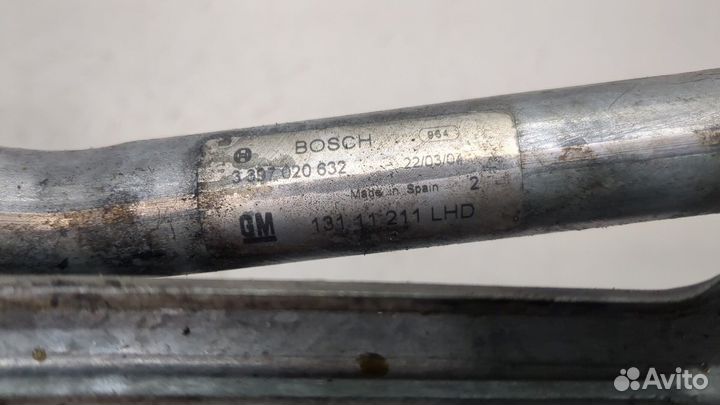 BOSCH 964
3 397 020 632 22/03/04
Made in Spain 2
GM 131 11 211 LHD
Avito